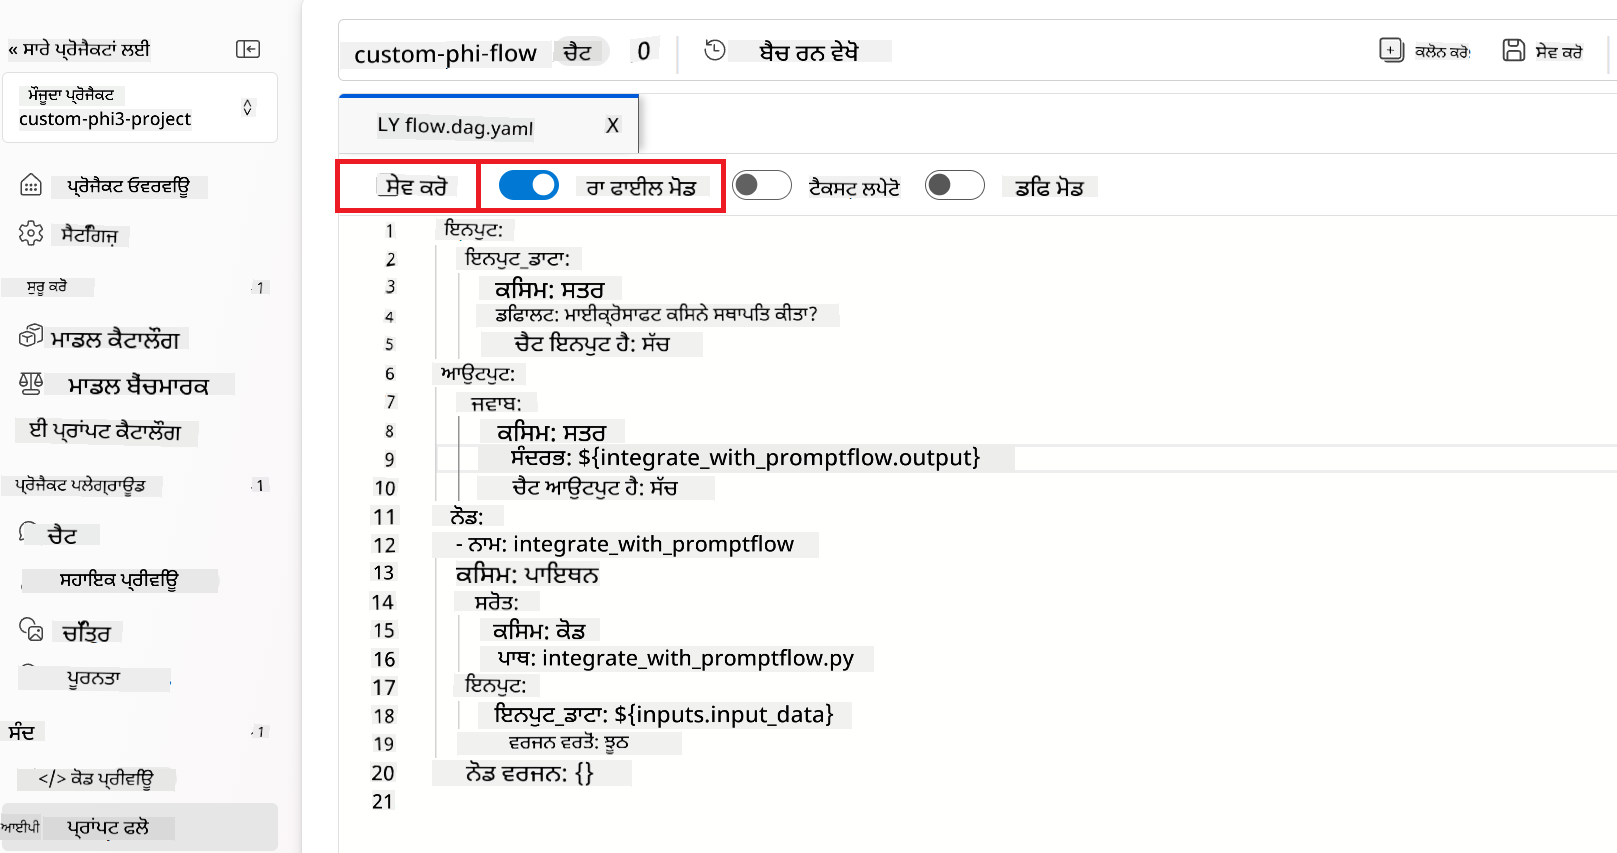 « ਸਾਰੇ ਪ੍ਰੋਜੈਕਟਾਂ ਲਈ
ਮੌਜੂਦਾ ਪ੍ਰੋਜੈਕਟ
custom-phi3-project
ਪ੍ਰੋਜੈਕਟ ਓਵਰਵਿਊ
ਸੈਟਿੰਗਜ਼
ਸ਼ੁਰੂ ਕਰੋ 1
ਮਾਡਲ ਕੈਟਾਲੌਗ
ਮਾਡਲ ਬੈਂਚਮਾਰਕ
ਈ ਪ੍ਰਾਂਪਟ ਕੈਟਾਲੌਗ
ਪ੍ਰੋਜੈਕਟ ਪਲੇਗ੍ਰਾਊਂਡ 1
ਚੈਟ
ਸਹਾਇਕ ਪ੍ਰੀਵਿਊ
ਚਿੱਤਰ
ਪੂਰਨਤਾ
ਸੰਦ 1
</> ਕੋਡ ਪ੍ਰੀਵਿਊ
ਆਈਪੀ ਪ੍ਰਾਂਪਟ ਫਲੋ
custom-phi-flow ਚੈਟ 0 ਬੈਚ ਰਨ ਵੇਖੋ ਕਲੋਨ ਕਰੋ ਸੇਵ ਕਰੋ
LY flow.dag.yaml X
ਸੇਵ ਕਰੋ ਰਾ ਫਾਈਲ ਮੋਡ ਟੈਕਸਟ ਲਪੇਟੋ ਡਿਫ ਮੋਡ
1 ਇਨਪੁਟ:
2 ਇਨਪੁਟ_ਡਾਟਾ:
3 ਕਿਸਮ: ਸਤਰ
4 ਡਿਫਾਲਟ: ਮਾਈਕ੍ਰੋਸਾਫਟ ਕਿਸਨੇ ਸਥਾਪਿਤ ਕੀਤਾ?
5 ਚੈਟ ਇਨਪੁਟ ਹੈ: ਸੱਚ
6 ਆਉਟਪੁਟ:
7 ਜਵਾਬ:
8 ਕਿਸਮ: ਸਤਰ
9 ਸੰਦਰਭ: ${integrate_with_promptflow.output}
10 ਚੈਟ ਆਉਟਪੁਟ ਹੈ: ਸੱਚ
11 ਨੋਡ:
12 - ਨਾਮ: integrate_with_promptflow
13 ਕਿਸਮ: ਪਾਇਥਨ
14 ਸਰੋਤ:
15 ਕਿਸਮ: ਕੋਡ
16 ਪਾਥ: integrate_with_promptflow.py
17 ਇਨਪੁਟ:
18 ਇਨਪੁਟ_ਡਾਟਾ: ${inputs.input_data}
19 ਵਰਜਨ ਵਰਤੋਂ: ਝੂਠ
20 ਨੋਡ ਵਰਜਨ: {}
21